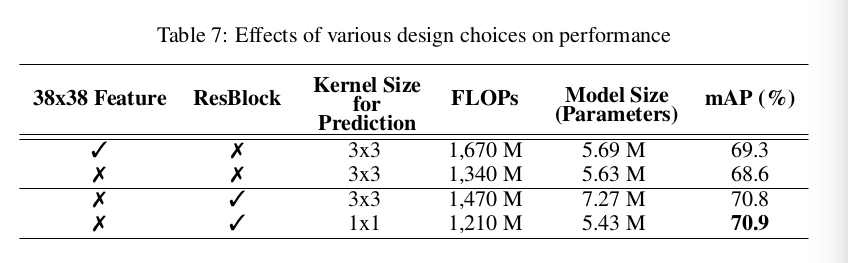 Table 7: Effects of various design choices on performance
38x38 Feature ResBlock Kernel Size for Prediction FLOPs Model Size (Parameters) mAP (%)
✓ ✗ 3x3 1,670 M 5.69 M 69.3
✗ ✗ 3x3 1,340 M 5.63 M 68.6
✗ ✓ 3x3 1,470 M 7.27 M 70.8
✗ ✓ 1x1 1,210 M 5.43 M 70.9